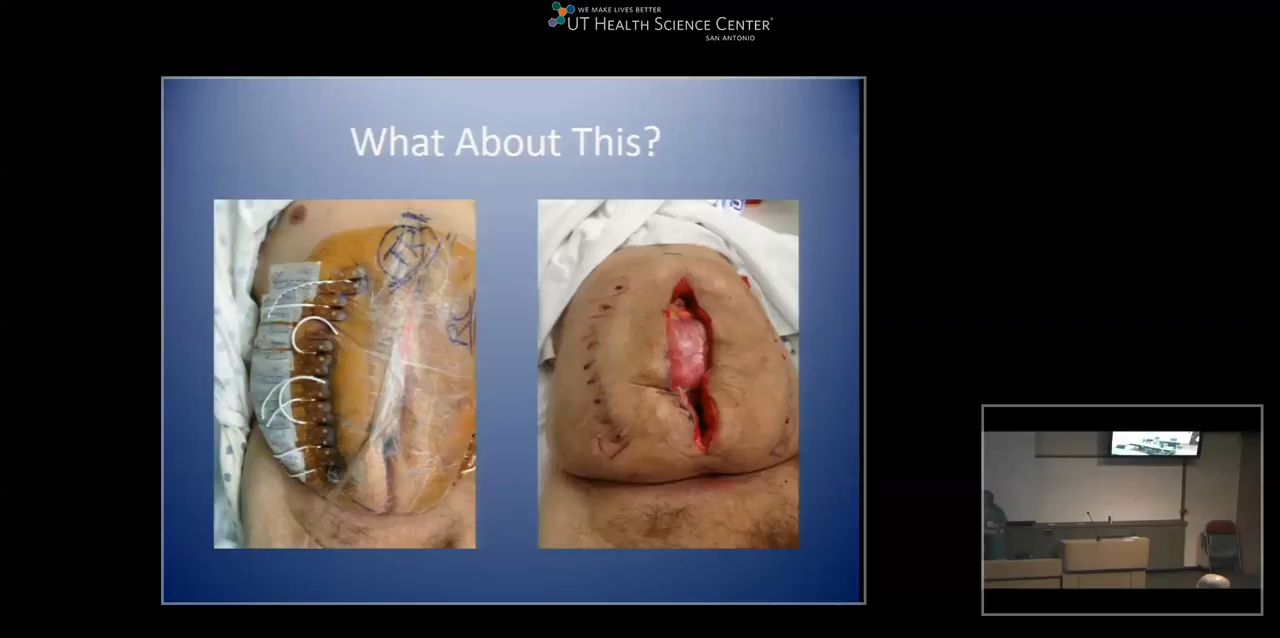 WE MAKE LIVES BETTER
UT HEALTH SCIENCE CENTER®
SAN ANTONIO
What About This?